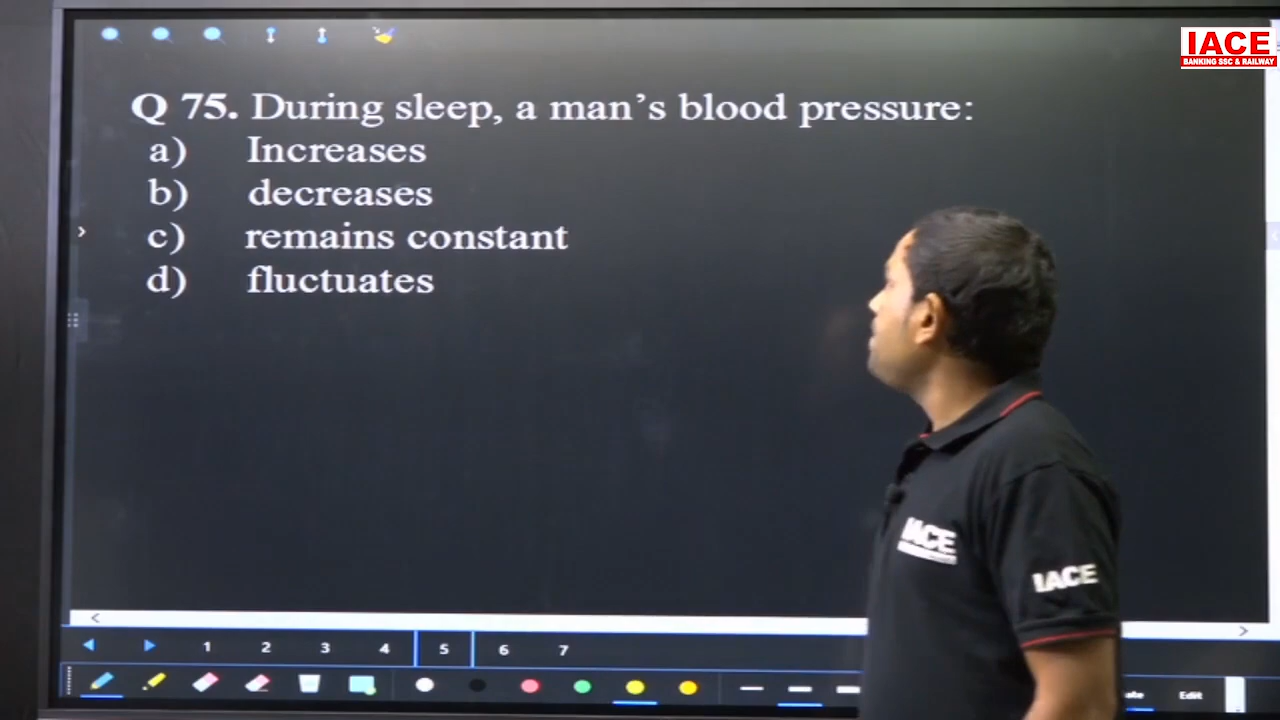 IACE
BANKING SSC & RAILWAY
Q 75. During sleep, a man's blood pressure:
a) Increases
b) decreases
c) remains constant
d) fluctuates
IACE
IACE
1 2 3 4 5 6 7
Edit